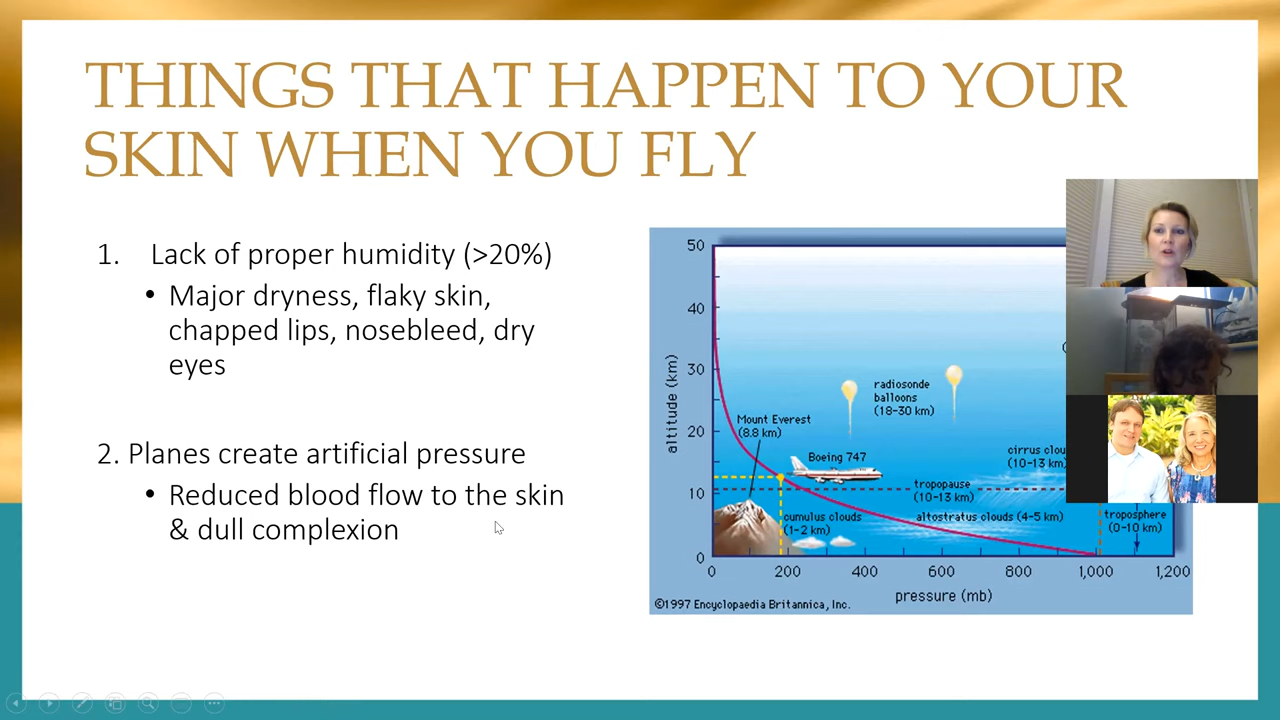 THINGS THAT HAPPEN TO YOUR
SKIN WHEN YOU FLY
1. Lack of proper humidity (>20%)
• Major dryness, flaky skin,
chapped lips, nosebleed, dry
eyes
2. Planes create artificial pressure
• Reduced blood flow to the skin
& dull complexion
50
40
30
20
10
0
altitude (km)
radiosonde
balloons
(18-30 km)
Mount Everest
(8.8 km)
Boeing 747
cirrus
(10-13 km)
tropopause
(10-13 km)
cumulus clouds
(1-2 km)
altostratus clouds (4-5 km)
troposphere
(0-10 km)
0 200 400 600 800 1,000 1,200
pressure (mb)
©1997 Encyclopaedia Britannica, Inc.